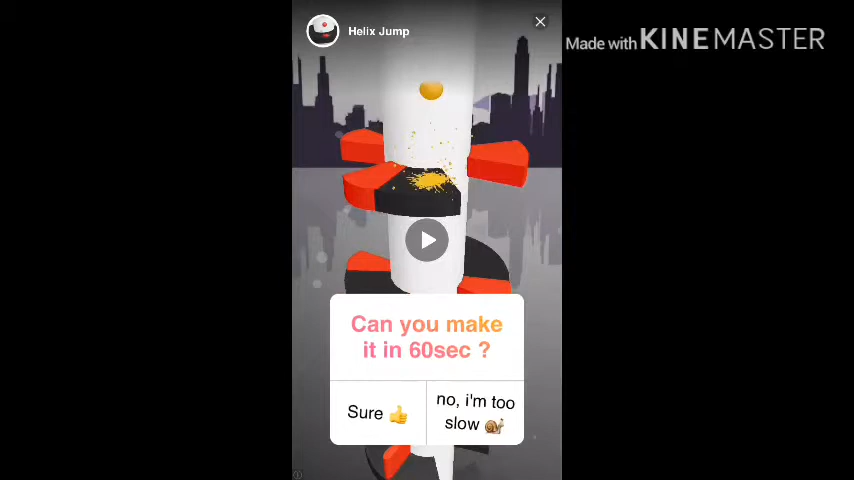 Helix Jump
Made with KINEMASTER
Can you make
it in 60sec ?
Sure 👍
no, i'm too
slow 🐌